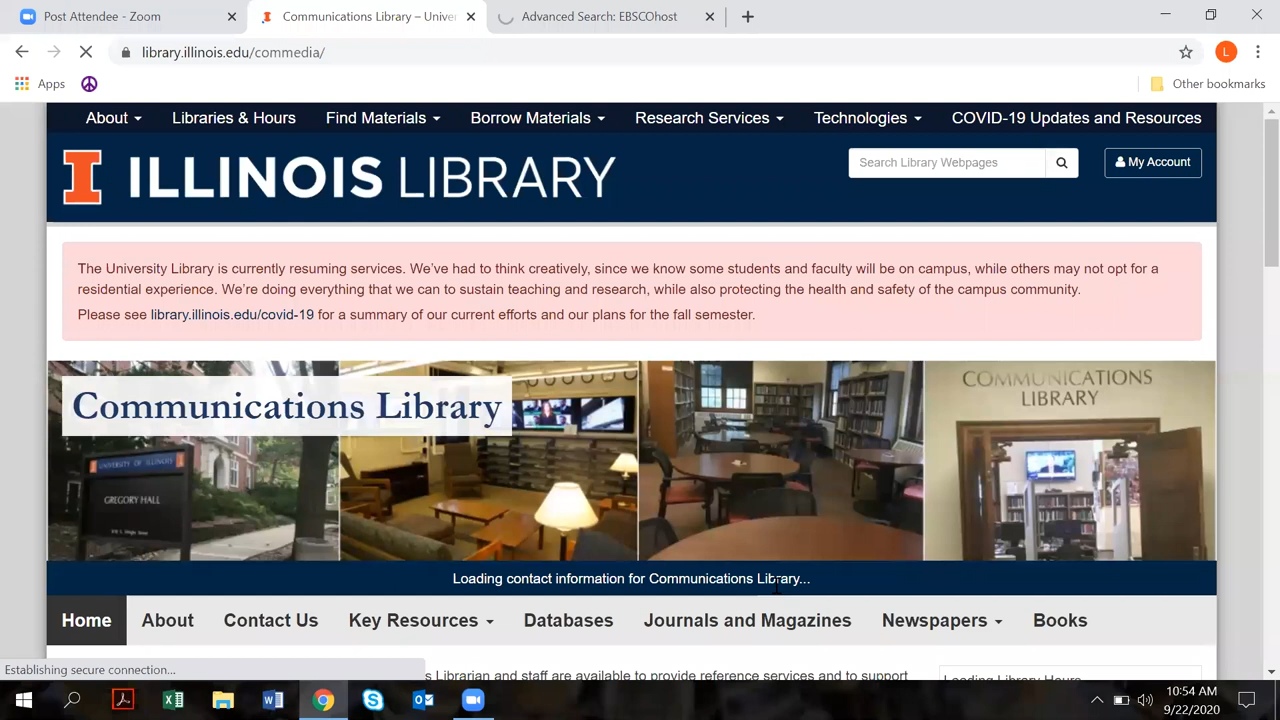 Post Attendee - Zoom
Communications Library – Univer
Advanced Search: EBSCOhost
library.illinois.edu/commedia/
L
Apps
Other bookmarks
About
Libraries & Hours
Find Materials
Borrow Materials
Research Services
Technologies
COVID-19 Updates and Resources
I ILLINOIS LIBRARY
Search Library Webpages
My Account
The University Library is currently resuming services. We've had to think creatively, since we know some students and faculty will be on campus, while others may not opt for a
residential experience. We're doing everything that we can to sustain teaching and research, while also protecting the health and safety of the campus community.
Please see library.illinois.edu/covid-19 for a summary of our current efforts and our plans for the fall semester.
Communications Library
UNIVERSITY OF ILLINOIS
GREGORY HALL
COMMUNICATIONS
LIBRARY
Loading contact information for Communications Library...
Home
About
Contact Us
Key Resources
Databases
Journals and Magazines
Newspapers
Books
s Librarian and staff are available to provide reference services and to support
Loading Library Hours
Establishing secure connection...
10:54 AM
9/22/2020